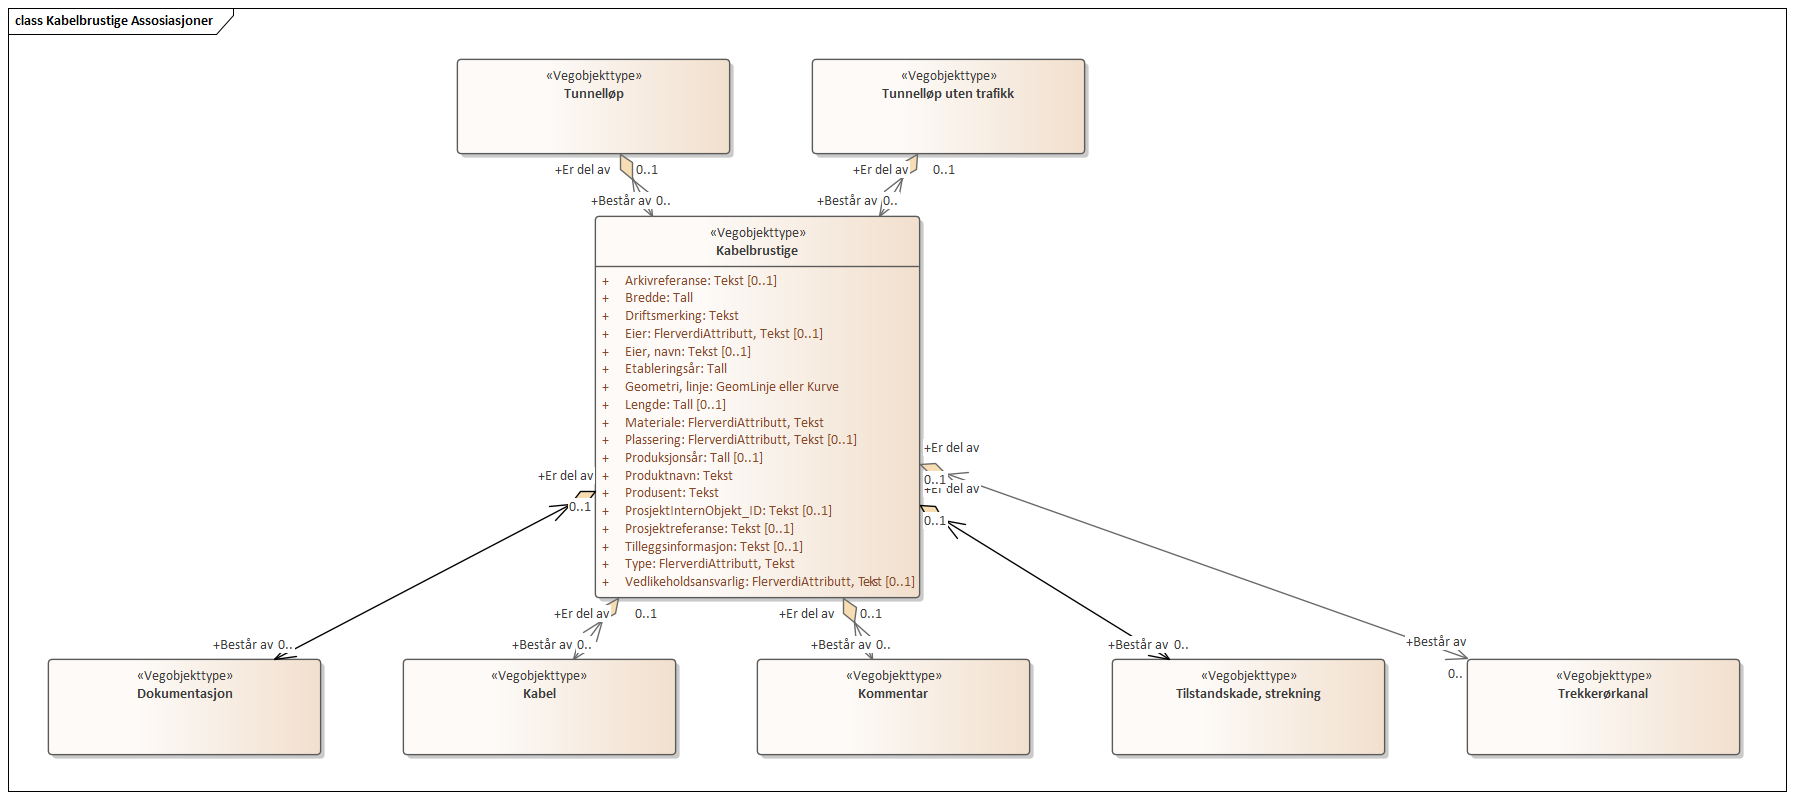 class Kabelbrustige Assosiasjoner
«Vegobjekttype»
Tunnelløp
«Vegobjekttype»
Tunnelløp uten trafikk
+Er del av
0..1
+Er del av
0..1
+Består av 0..
+Består av 0..
«Vegobjekttype»
Kabelbrustige
+ Arkivreferanse: Tekst [0..1]
+ Bredde: Tall
+ Driftsmerking: Tekst
+ Eier: FlerverdiAttributt, Tekst [0..1]
+ Eier, navn: Tekst [0..1]
+ Etableringsår: Tall
+ Geometri, linje: GeomLinje eller Kurve
+ Lengde: Tall [0..1]
+ Materiale: FlerverdiAttributt, Tekst
+ Plassering: FlerverdiAttributt, Tekst [0..1]
+ Produksjonsår: Tall [0..1]
+ Produktnavn: Tekst
+ Produsent: Tekst
+ ProsjektInternObjekt_ID: Tekst [0..1]
+ Prosjektreferanse: Tekst [0..1]
+ Tilleggsinformasjon: Tekst [0..1]
+ Type: FlerverdiAttributt, Tekst
+ Vedlikeholdsansvarlig: FlerverdiAttributt, Tekst [0..1]
+Er del av
0..1
+Er del av
0..1
+Er del av
0..1
+Er del av
0..1
+Er del av
0..1
+Består av 0..
+Består av 0..
+Består av 0..
+Består av 0..
+Består av
0..
«Vegobjekttype»
Dokumentasjon
«Vegobjekttype»
Kabel
«Vegobjekttype»
Kommentar
«Vegobjekttype»
Tilstandskade, strekning
«Vegobjekttype»
Trekkerørkanal